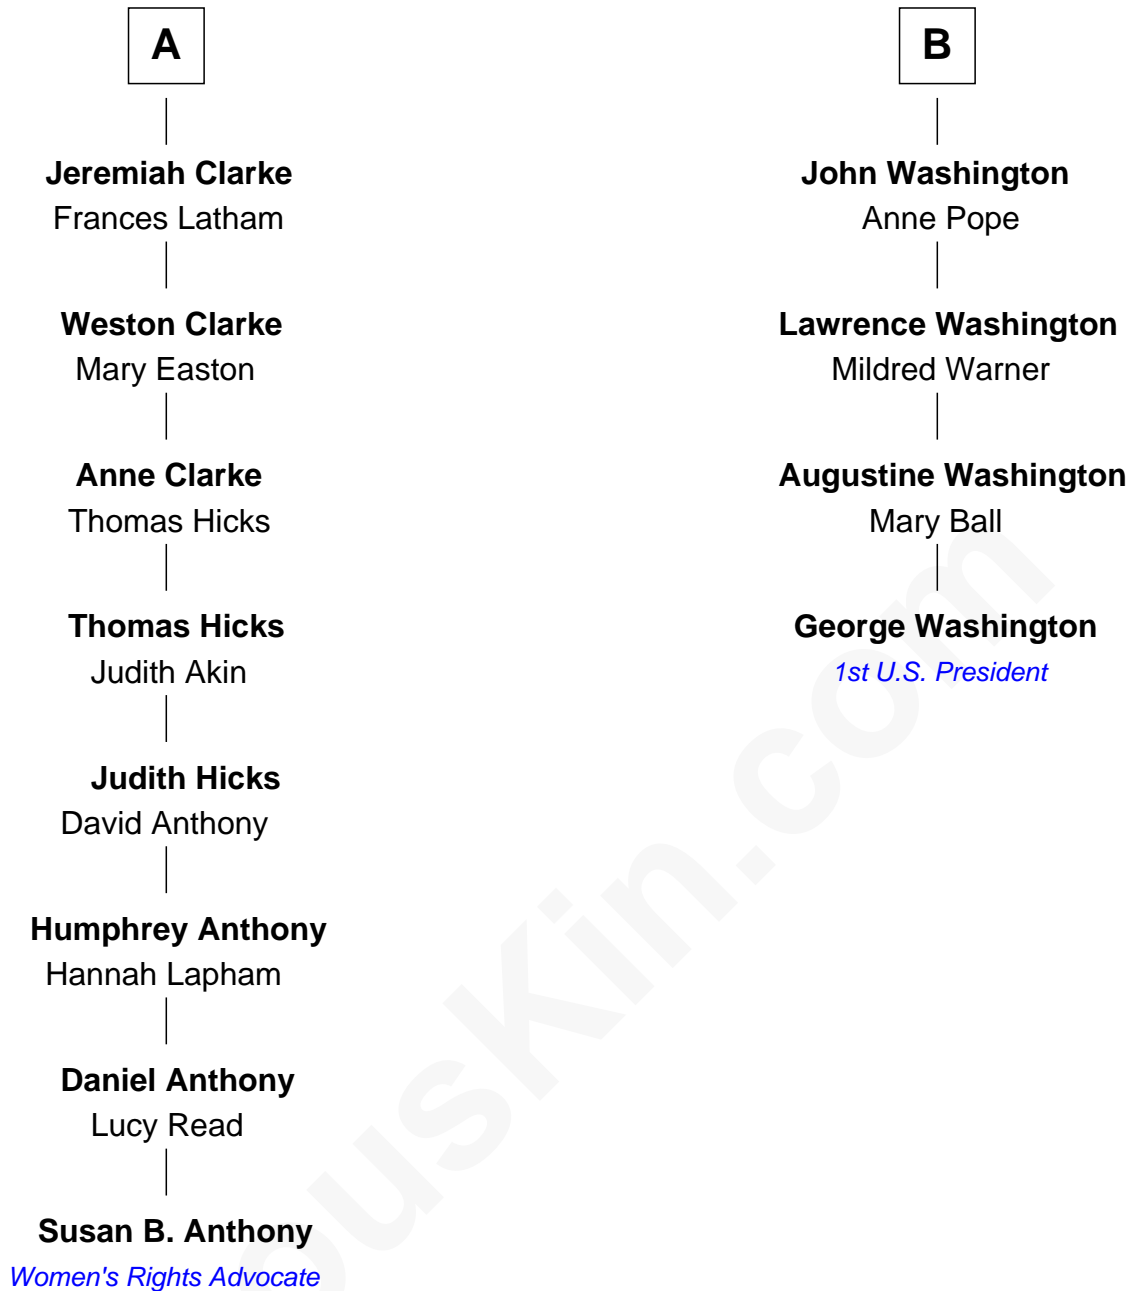 A
Jeremiah Clarke
Frances Latham
Weston Clarke
Mary Easton
Anne Clarke
Thomas Hicks
Thomas Hicks
Judith Akin
Judith Hicks
David Anthony
Humphrey Anthony
Hannah Lapham
Daniel Anthony
Lucy Read
Susan B. Anthony
Women's Rights Advocate
B
John Washington
Anne Pope
Lawrence Washington
Mildred Warner
Augustine Washington
Mary Ball
George Washington
1st U.S. President
ousKin.com